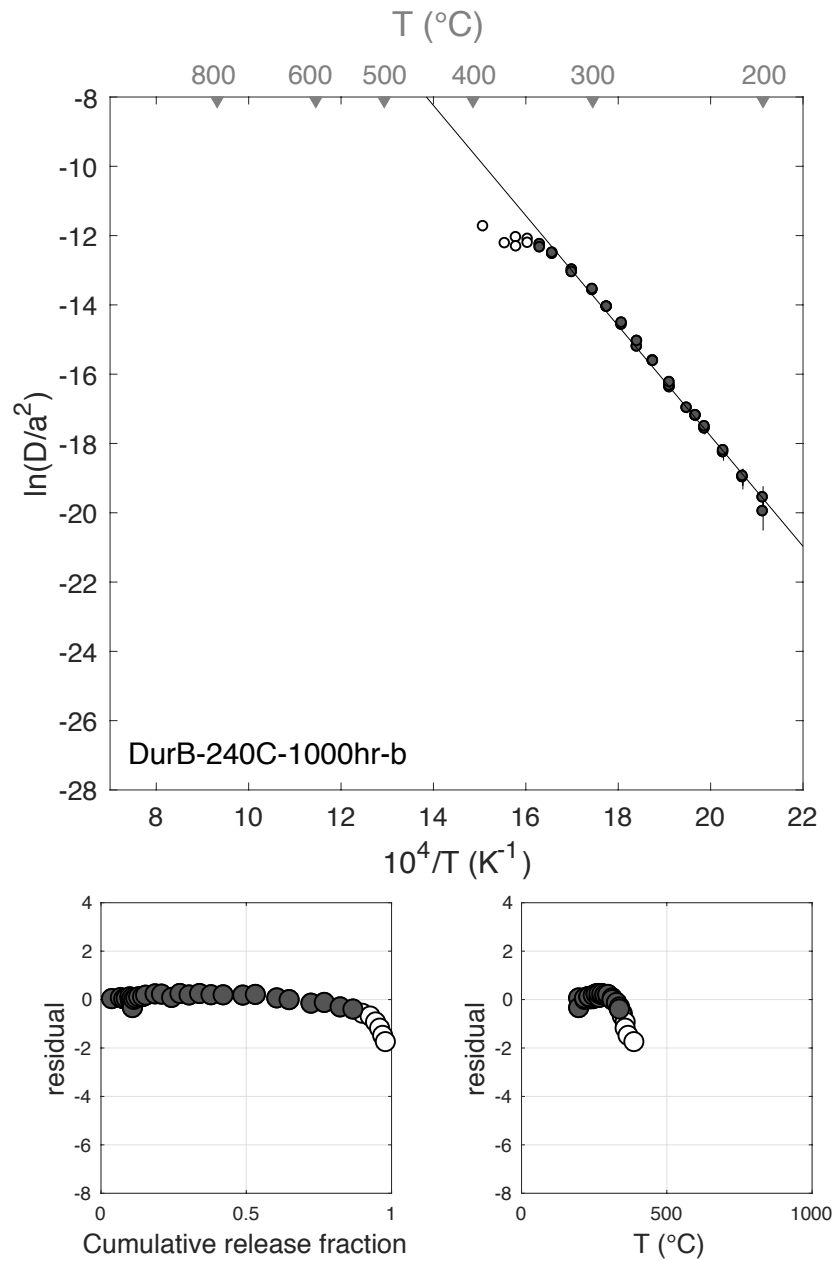 T (°C)
800 600 500 400 300 200
-8
-10
-12
-14
-16
-18
-20
-22
-24
-26
-28
ln(D/a²)
DurB-240C-1000hr-b
8 10 12 14 16 18 20 22
10⁴/T (K⁻¹)
4
2
0
-2
-4
-6
-8
residual
0 0.5 1
Cumulative release fraction
4
2
0
-2
-4
-6
-8
residual
0 500 1000
T (°C)